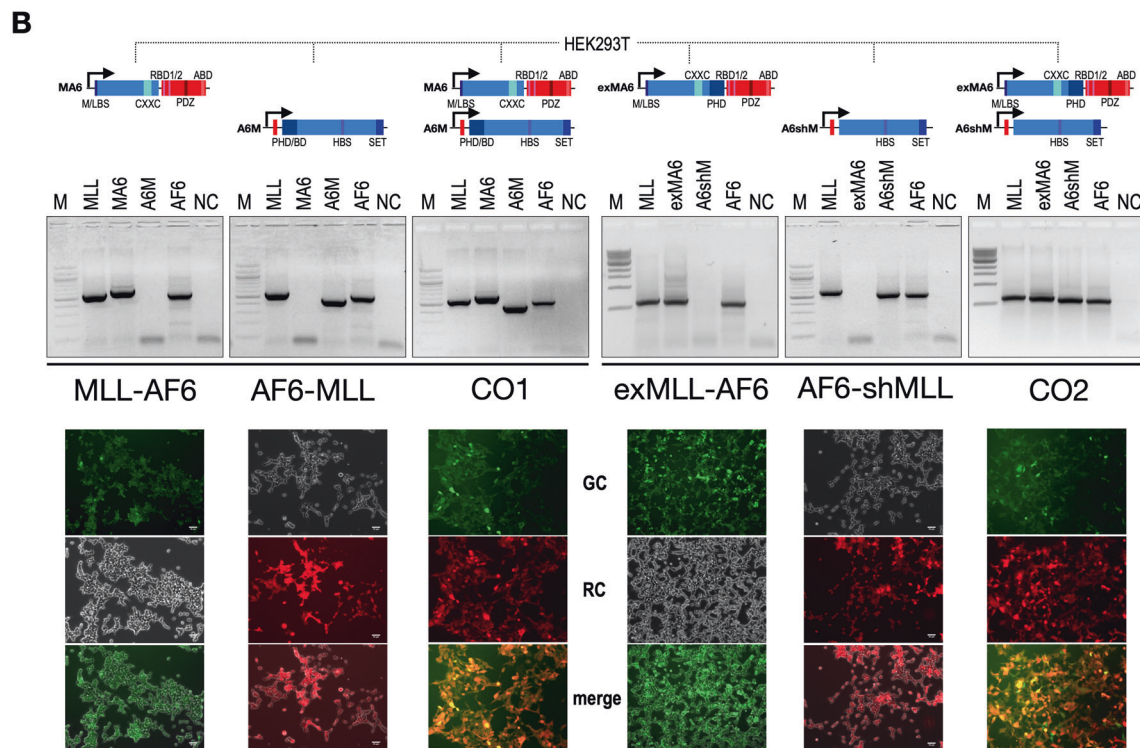 B
HEK293T
RBD1/2 ABD
MA6
M/LBS CXXC PDZ
A6M
PHD/BD HBS SET
RBD1/2 ABD
MA6
M/LBS CXXC PDZ
A6M
PHD/BD HBS SET
CXXC RBD1/2 ABD
exMA6
M/LBS PHD PDZ
A6shM
HBS SET
CXXC RBD1/2 ABD
exMA6
M/LBS PHD PDZ
A6shM
HBS SET
M MLL MA6 A6M AF6 NC
M MLL MA6 A6M AF6 NC
M MLL MA6 A6M AF6 NC
M MLL exMA6 A6shM AF6 NC
M MLL exMA6 A6shM AF6 NC
M MLL exMA6 A6shM AF6 NC
MLL-AF6 AF6-MLL CO1 exMLL-AF6 AF6-shMLL CO2
GC
RC
merge